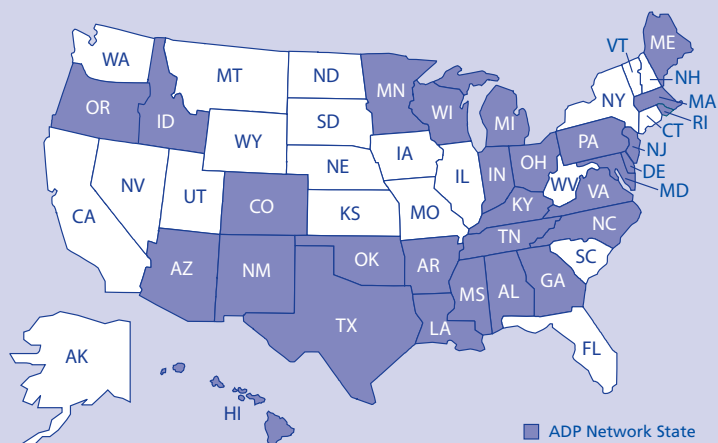 WA
MT
ND
MN
VT
ME
NH
OR
ID
SD
WI
MI
NY
MA
RI
CT
WY
IA
PA
NJ
NE
IL
IN
OH
DE
NV
UT
WV
VA
MD
CA
CO
KS
MO
KY
NC
TN
AZ
NM
OK
AR
SC
MS
AL
GA
TX
LA
AK
FL
HI
ADP Network State